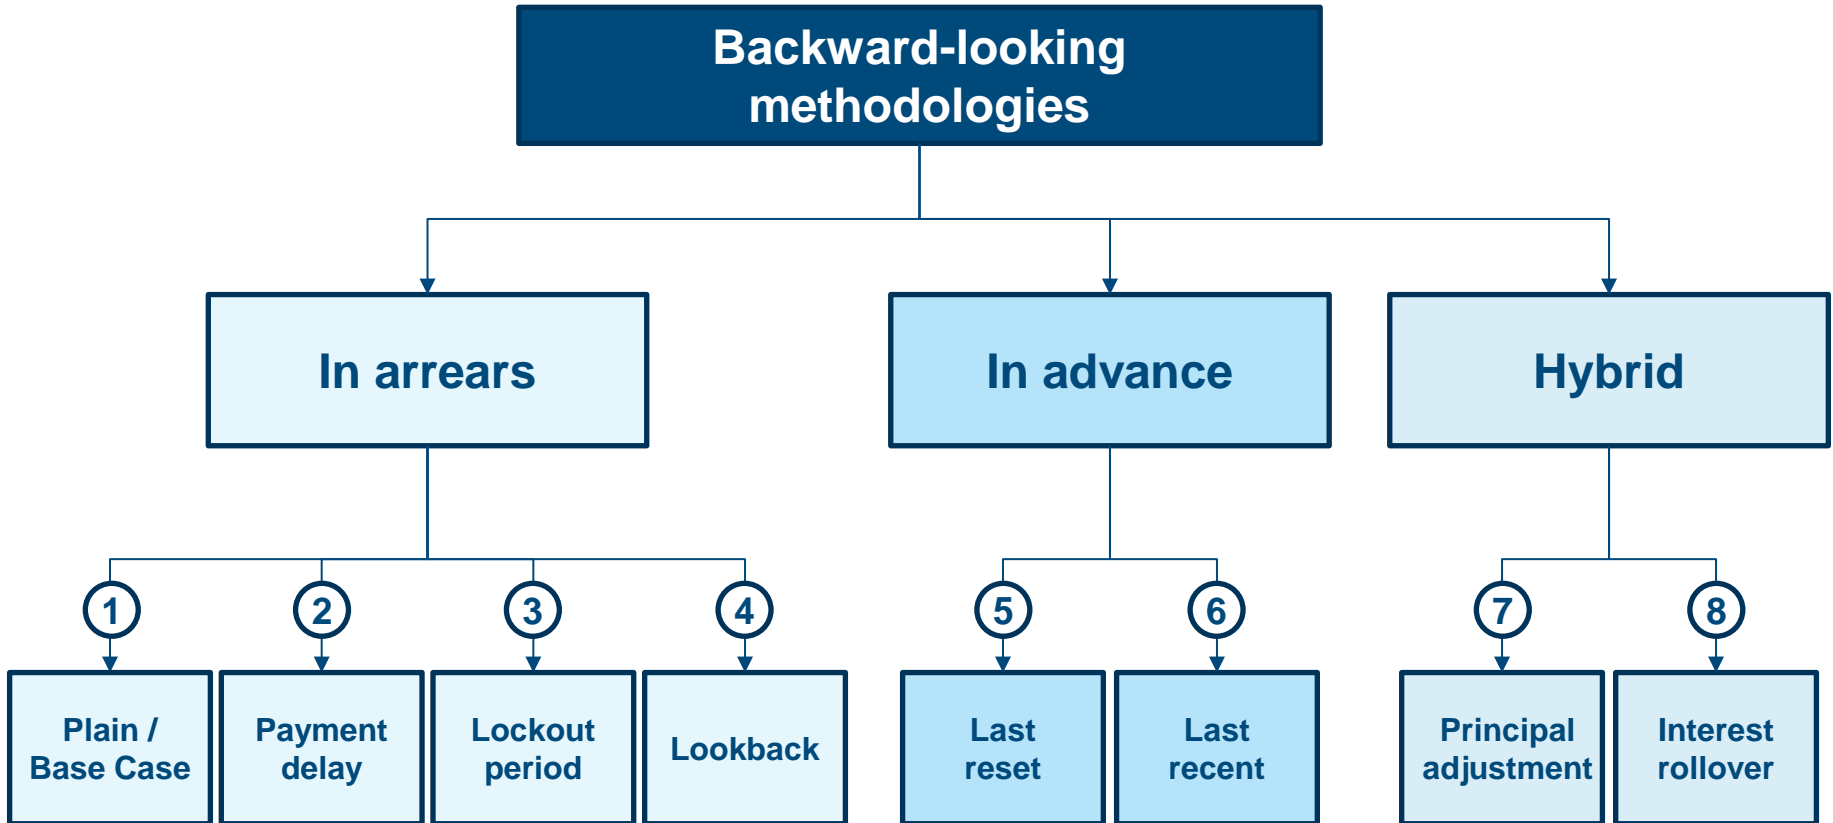 Backward-looking
methodologies
In arrears
In advance
Hybrid
1
2
3
4
5
6
7
8
Plain /
Base Case
Payment
delay
Lockout
period
Lookback
Last
reset
Last
recent
Principal
adjustment
Interest
rollover